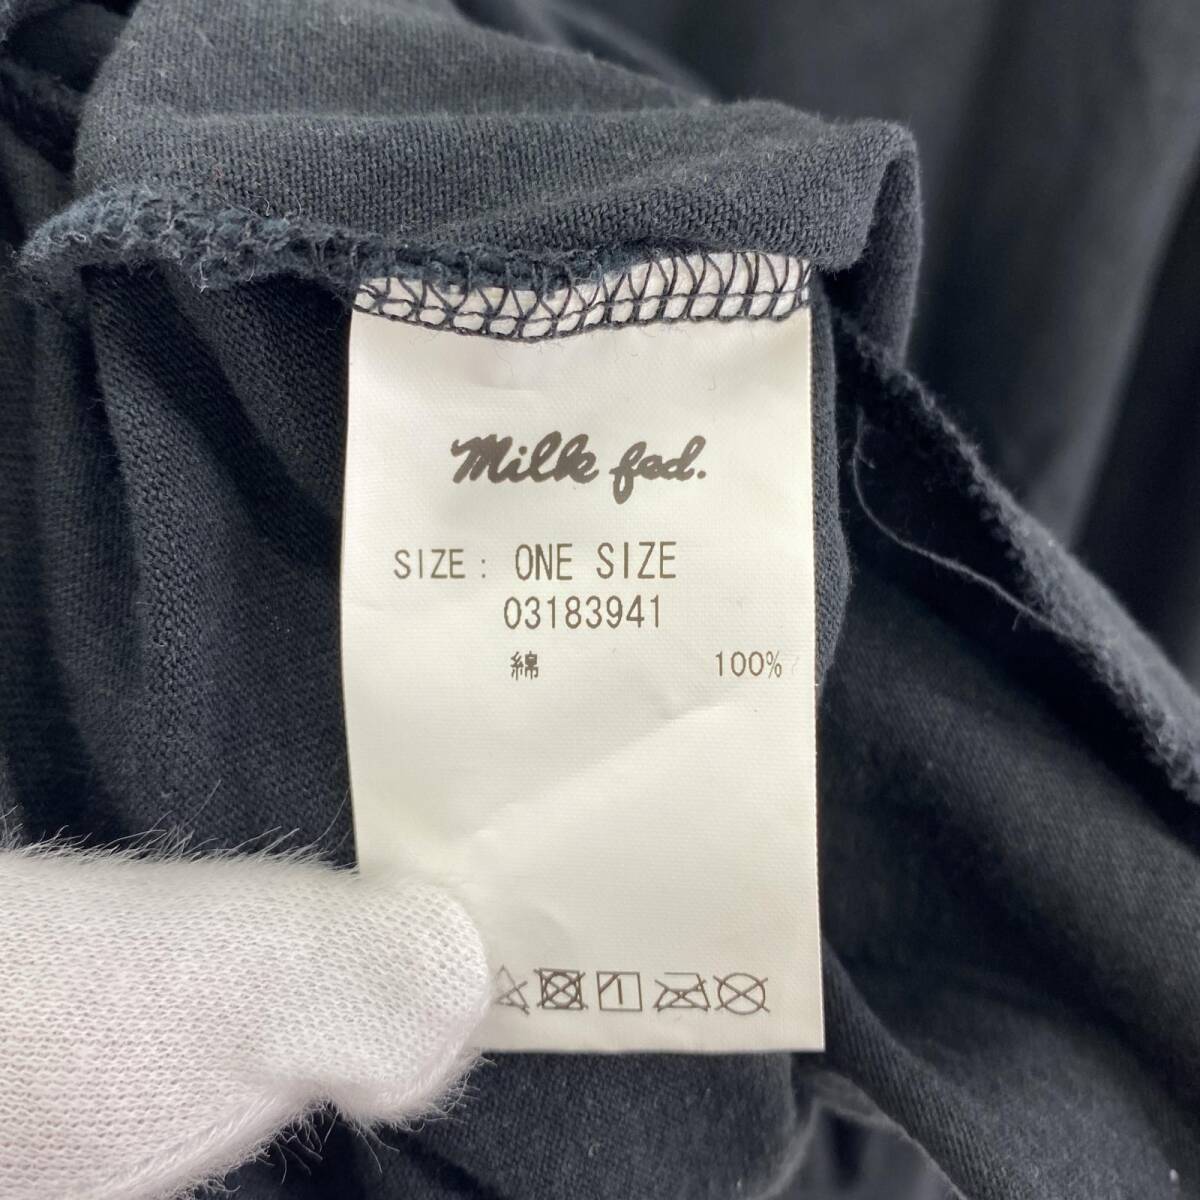 Milk fed.
SIZE: ONE SIZE
03183941
綿 100%